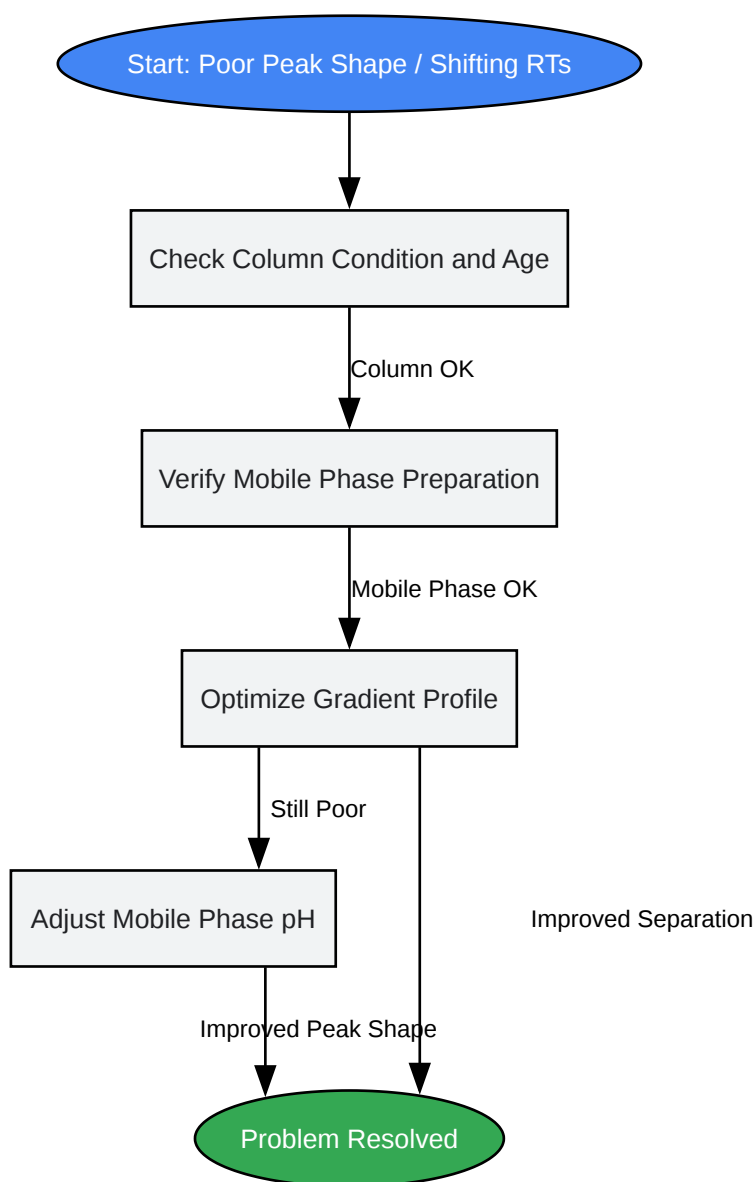 Start: Poor Peak Shape / Shifting RTs
Check Column Condition and Age
Column OK
Verify Mobile Phase Preparation
Mobile Phase OK
Optimize Gradient Profile
Still Poor
Adjust Mobile Phase pH
Improved Separation
Improved Peak Shape
Problem Resolved